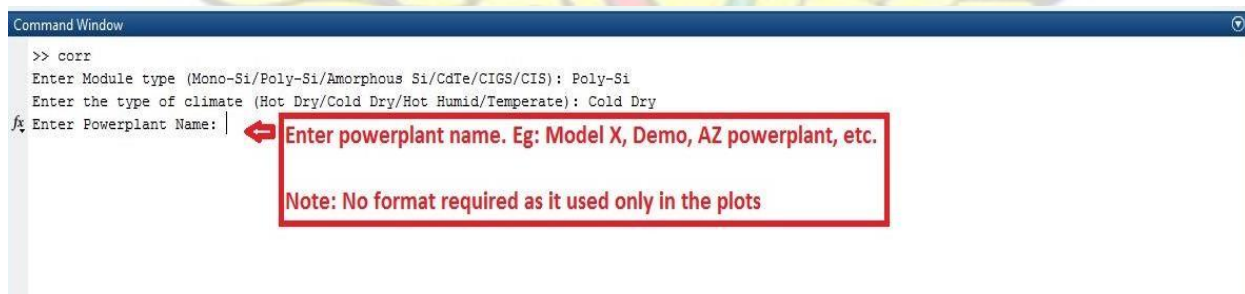 Command Window
>> corr
Enter Module type (Mono-Si/Poly-Si/Amorphous Si/CdTe/CIGS/CIS): Poly-Si
Enter the type of climate (Hot Dry/Cold Dry/Hot Humid/Temperate): Cold Dry
fx Enter Powerplant Name:
Enter powerplant name. Eg: Model X, Demo, AZ powerplant, etc.
Note: No format required as it used only in the plots